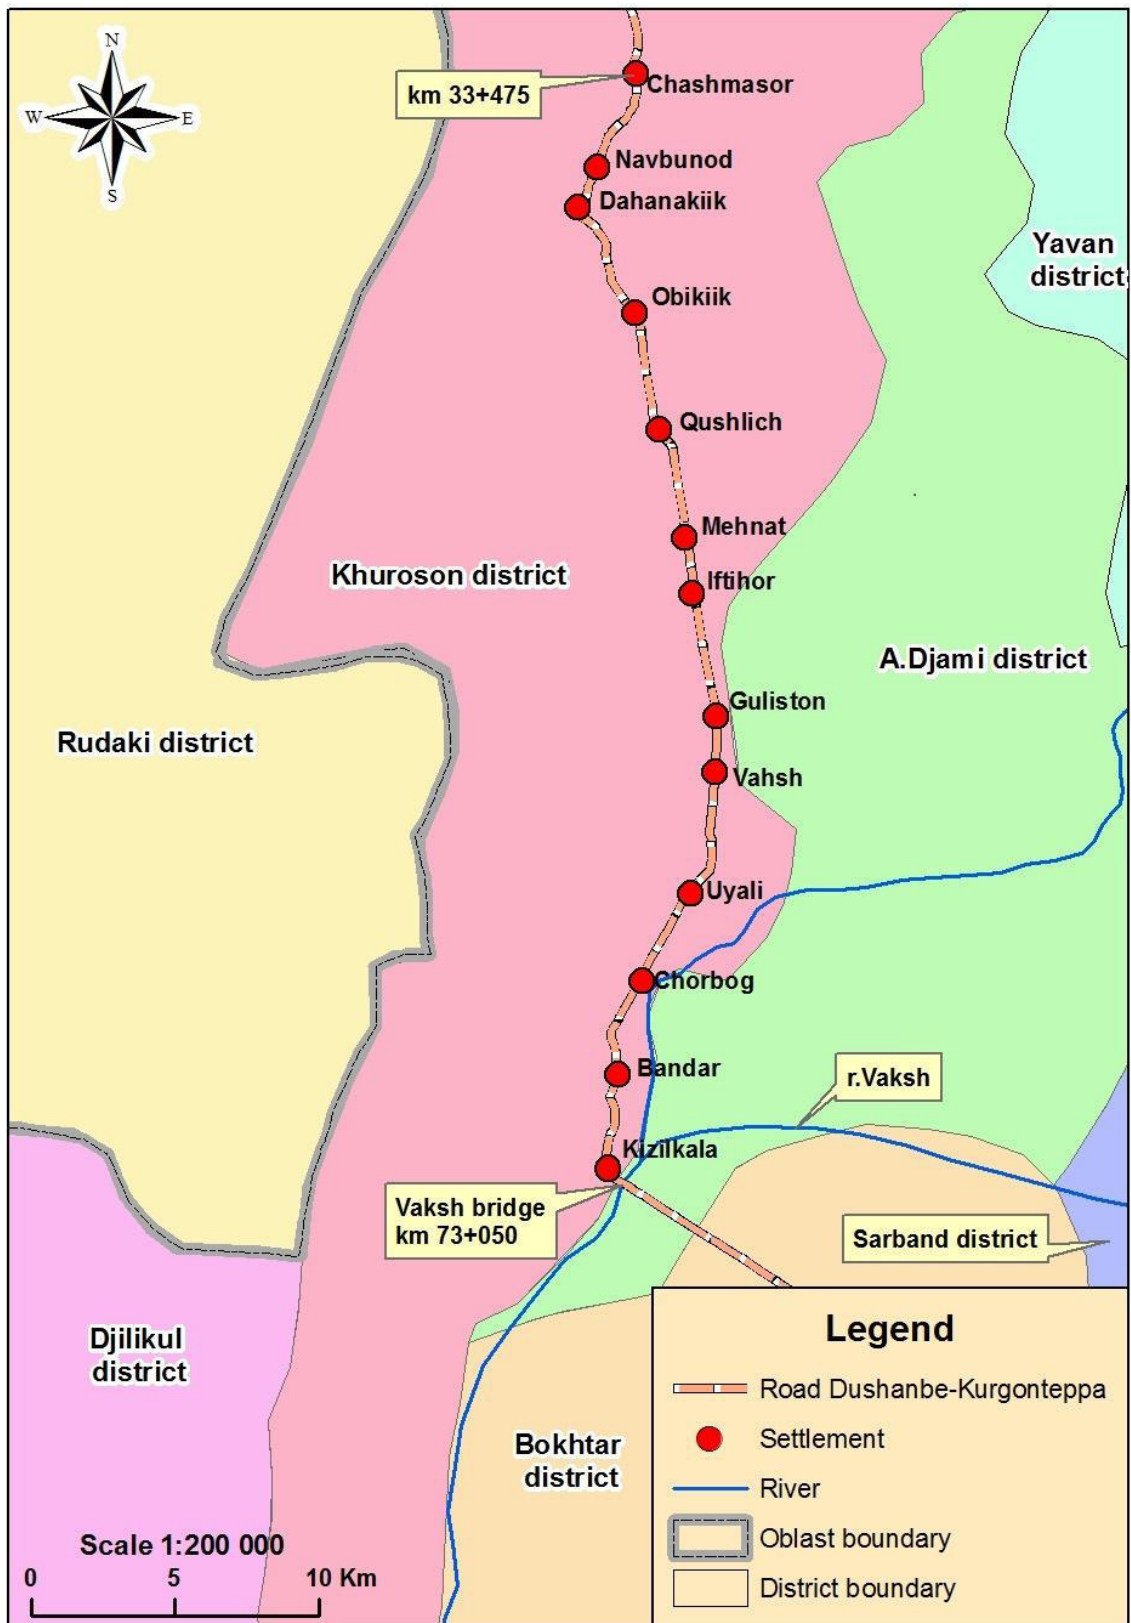 N
W
E
S
km 33+475
Chashmasor
Navbunod
Dahanakiik
Yavan
district
Obikiik
Qushlich
Mehnat
Khuroson district
Iftihor
A.Djami district
Guliston
Rudaki district
Vahsh
Uyali
Chorbog
Bandar
r.Vaksh
Kizilkala
Vaksh bridge
km 73+050
Sarband district
Djilikul
district
Bokhtar
district
Legend
Road Dushanbe-Kurgonteppa
Settlement
River
Oblast boundary
District boundary
Scale 1:200 000
0 5 10 Km